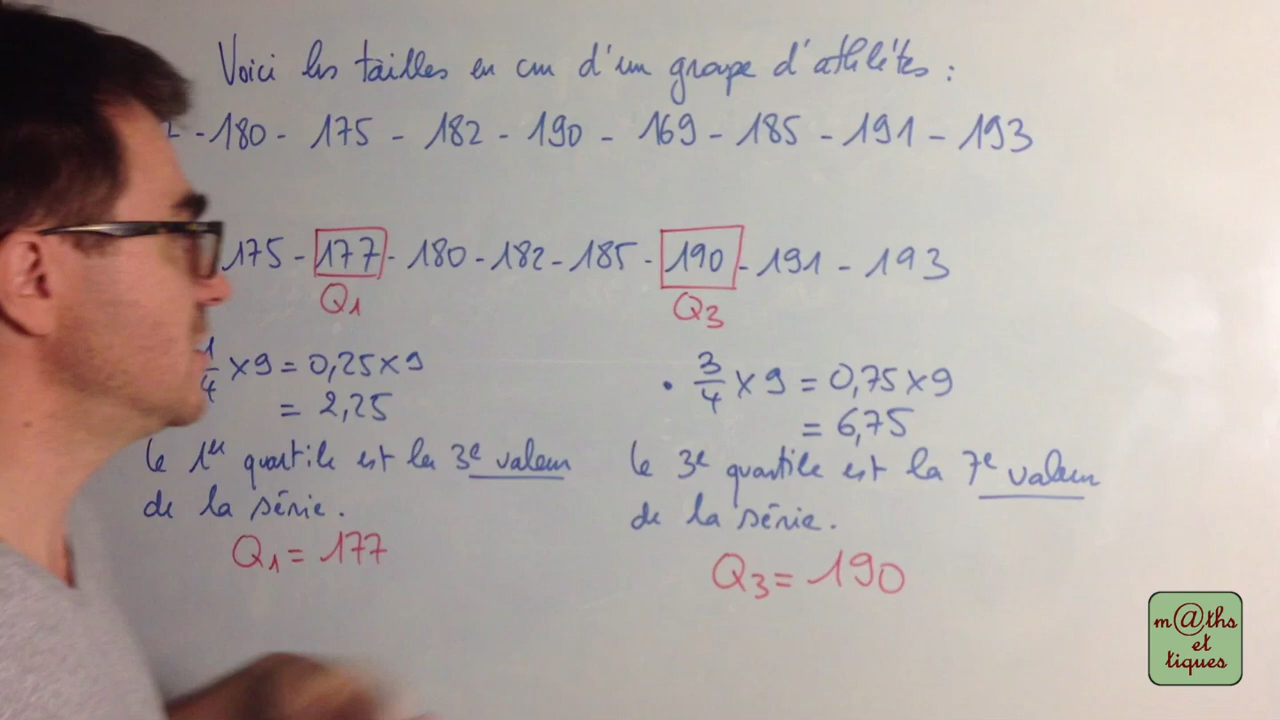 Voici les tailles en cm d'un groupe d'athlètes :
- 180 - 175 - 182 - 190 - 169 - 185 - 191 - 193
175 - 177 - 180 - 182 - 185 - 190 - 191 - 193
Q1
Q3
1/4 × 9 = 0,25 × 9
= 2,25
Le 1er quartile est la 3e valeur
de la série.
Q1 = 177
• 3/4 × 9 = 0,75 × 9
= 6,75
Le 3e quartile est la 7e valeur
de la série.
Q3 = 190
m@ths
et
tiques